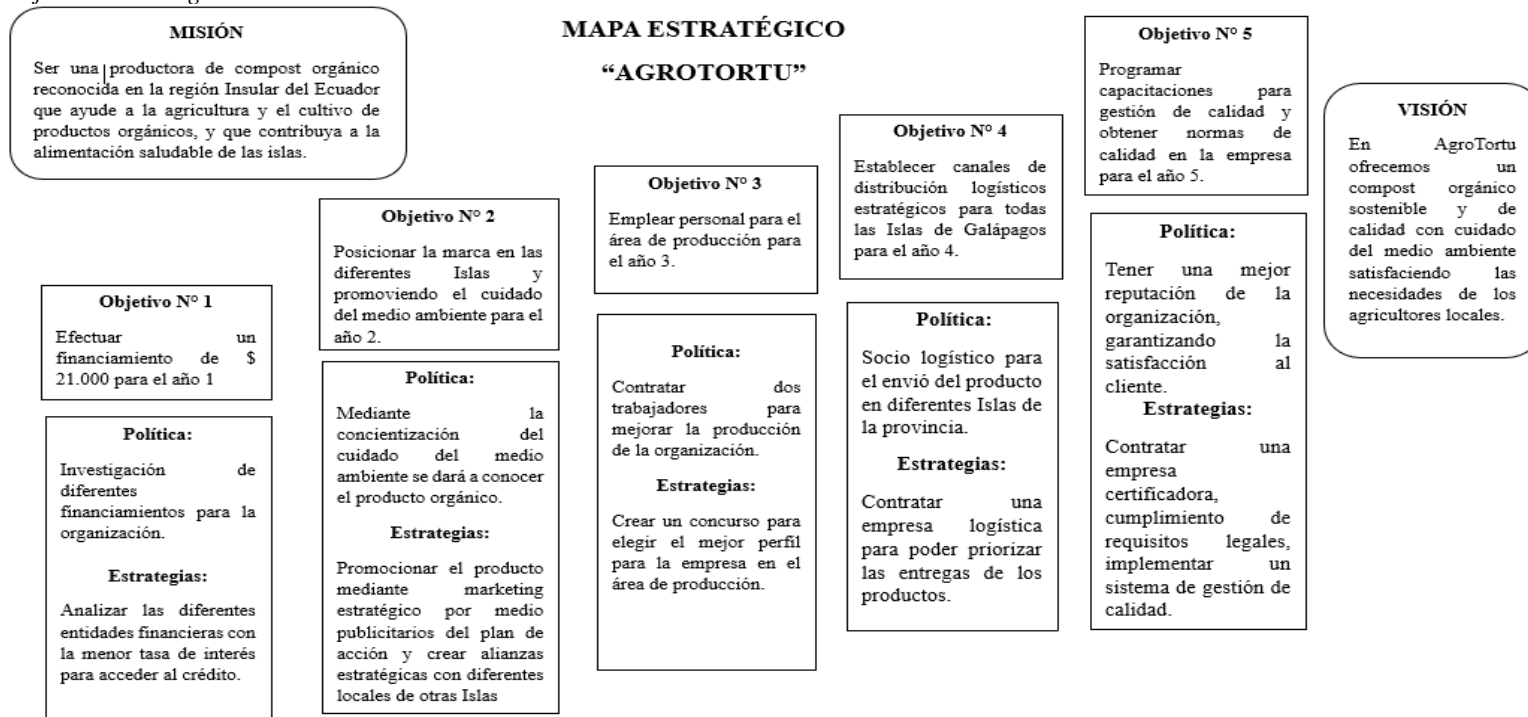 MISIÓN
Ser una productora de compost orgánico
reconocida en la región Insular del Ecuador
que ayude a la agricultura y el cultivo de
productos orgánicos, y que contribuya a la
alimentación saludable de las islas.
MAPA ESTRATÉGICO
“AGROTORTU”
Objetivo N° 1
Efectuar un
financiamiento de $
21.000 para el año 1
Política:
Investigación de
diferentes
financiamientos para la
organización.
Estrategias:
Analizar las diferentes
entidades financieras con
la menor tasa de interés
para acceder al crédito.
Objetivo N° 2
Posicionar la marca en las
diferentes Islas y
promoviendo el cuidado
del medio ambiente para el
año 2.
Política:
Mediante la
concientización del
cuidado del medio
ambiente se dará a conocer
el producto orgánico.
Estrategias:
Promocionar el producto
mediante marketing
estratégico por medio
publicitarios del plan de
acción y crear alianzas
estratégicas con diferentes
locales de otras Islas
Objetivo N° 3
Emplear personal para el
área de producción para
el año 3.
Política:
Contratar dos
trabajadores para
mejorar la producción
de la organización.
Estrategias:
Crear un concurso para
elegir el mejor perfil
para la empresa en el
área de producción.
Objetivo N° 4
Establecer canales de
distribución logísticos
estratégicos para todas
las Islas de Galápagos
para el año 4.
Política:
Socio logístico para
el envió del producto
en diferentes Islas de
la provincia.
Estrategias:
Contratar una
empresa logística
para poder priorizar
las entregas de los
productos.
Objetivo N° 5
Programar
capacitaciones para
gestión de calidad y
obtener normas de
calidad en la empresa
para el año 5.
Política:
Tener una mejor
reputación de la
organización,
garantizando la
satisfacción al
cliente.
Estrategias:
Contratar una
empresa
certificadora,
cumplimiento de
requisitos legales,
implementar un
sistema de gestión de
calidad.
VISIÓN
En AgroTortu
ofrecemos un
compost orgánico
sostenible y de
calidad con cuidado
del medio ambiente
satisfaciendo las
necesidades de los
agricultores locales.